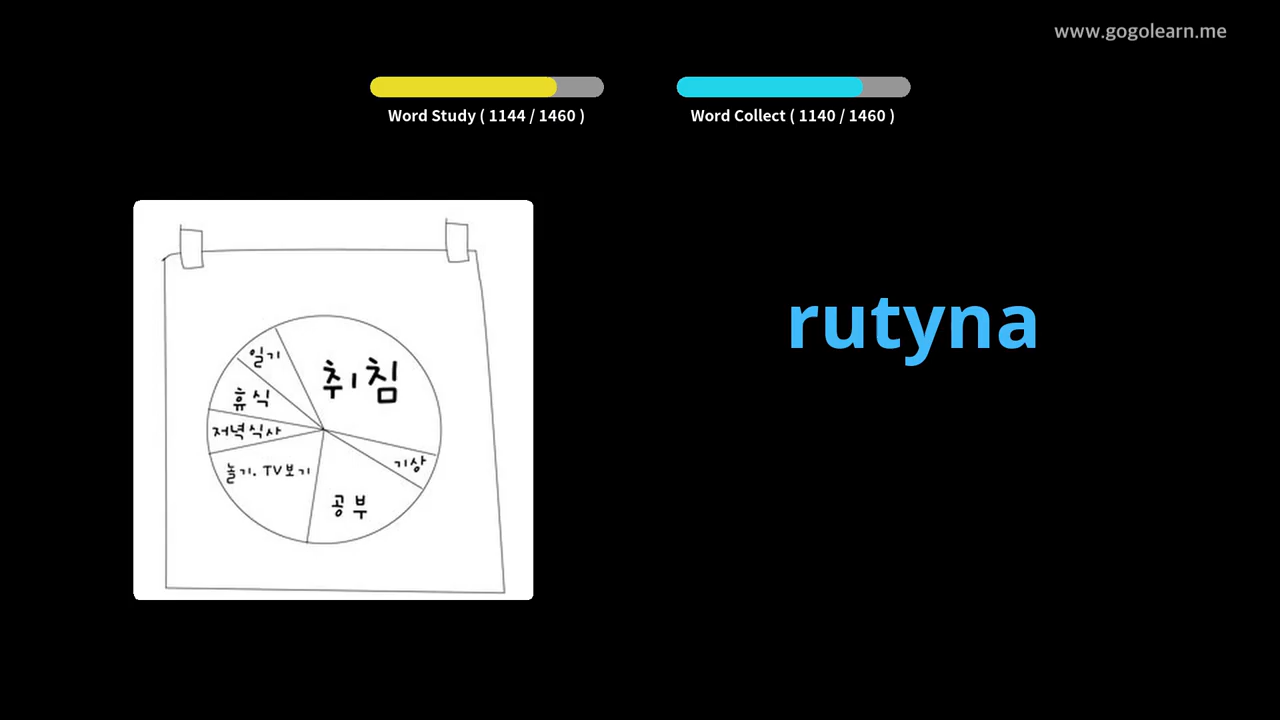 www.gogolearn.me
Word Study ( 1144 / 1460 )
Word Collect ( 1140 / 1460 )
일기
취침
휴식
저녁식사
놀기. TV보기
기상
공부
rutyna